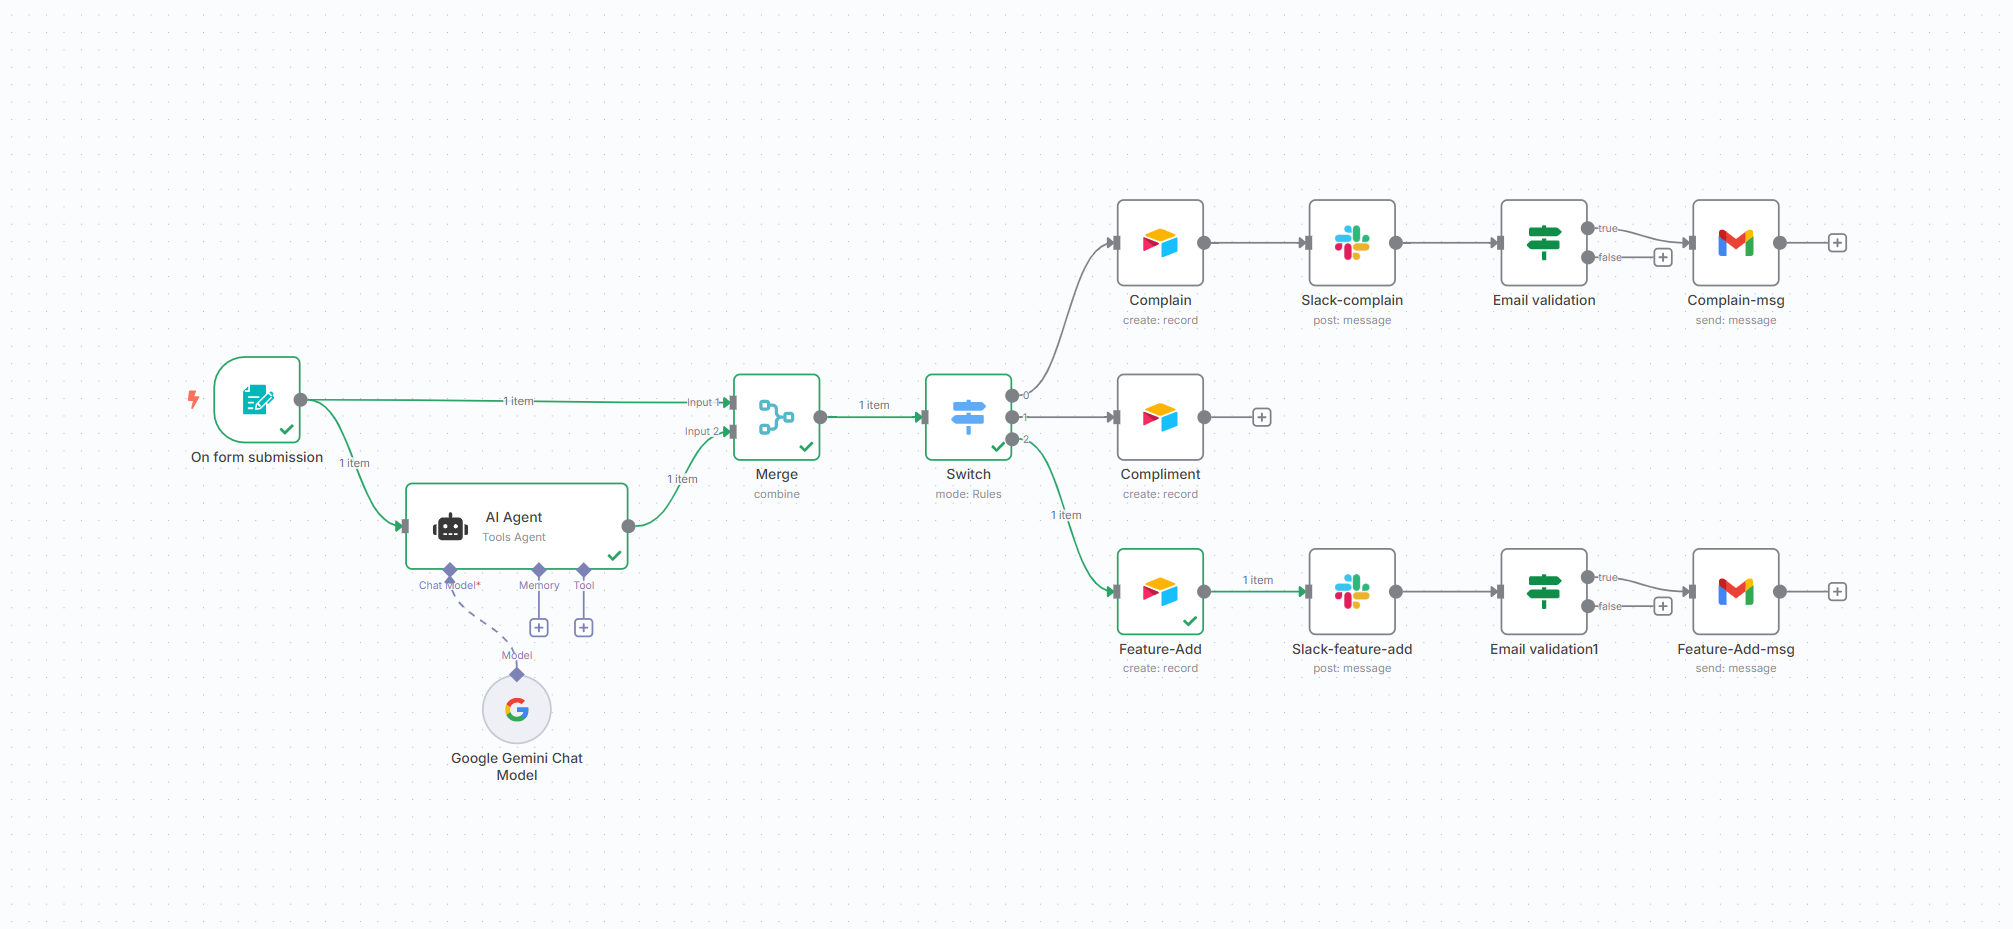 On form submission
1 item
1 item
AI Agent
Tools Agent
Chat Model*
Memory
Tool
Model
Google Gemini Chat
Model
1 item
Input 1
Input 2
Merge
combine
1 item
Switch
mode: Rules
0
1
2
1 item
Complain
create: record
Slack-complain
post: message
Email validation
true
false
Complain-msg
send: message
Compliment
create: record
Feature-Add
create: record
1 item
Slack-feature-add
post: message
Email validation1
true
false
Feature-Add-msg
send: message